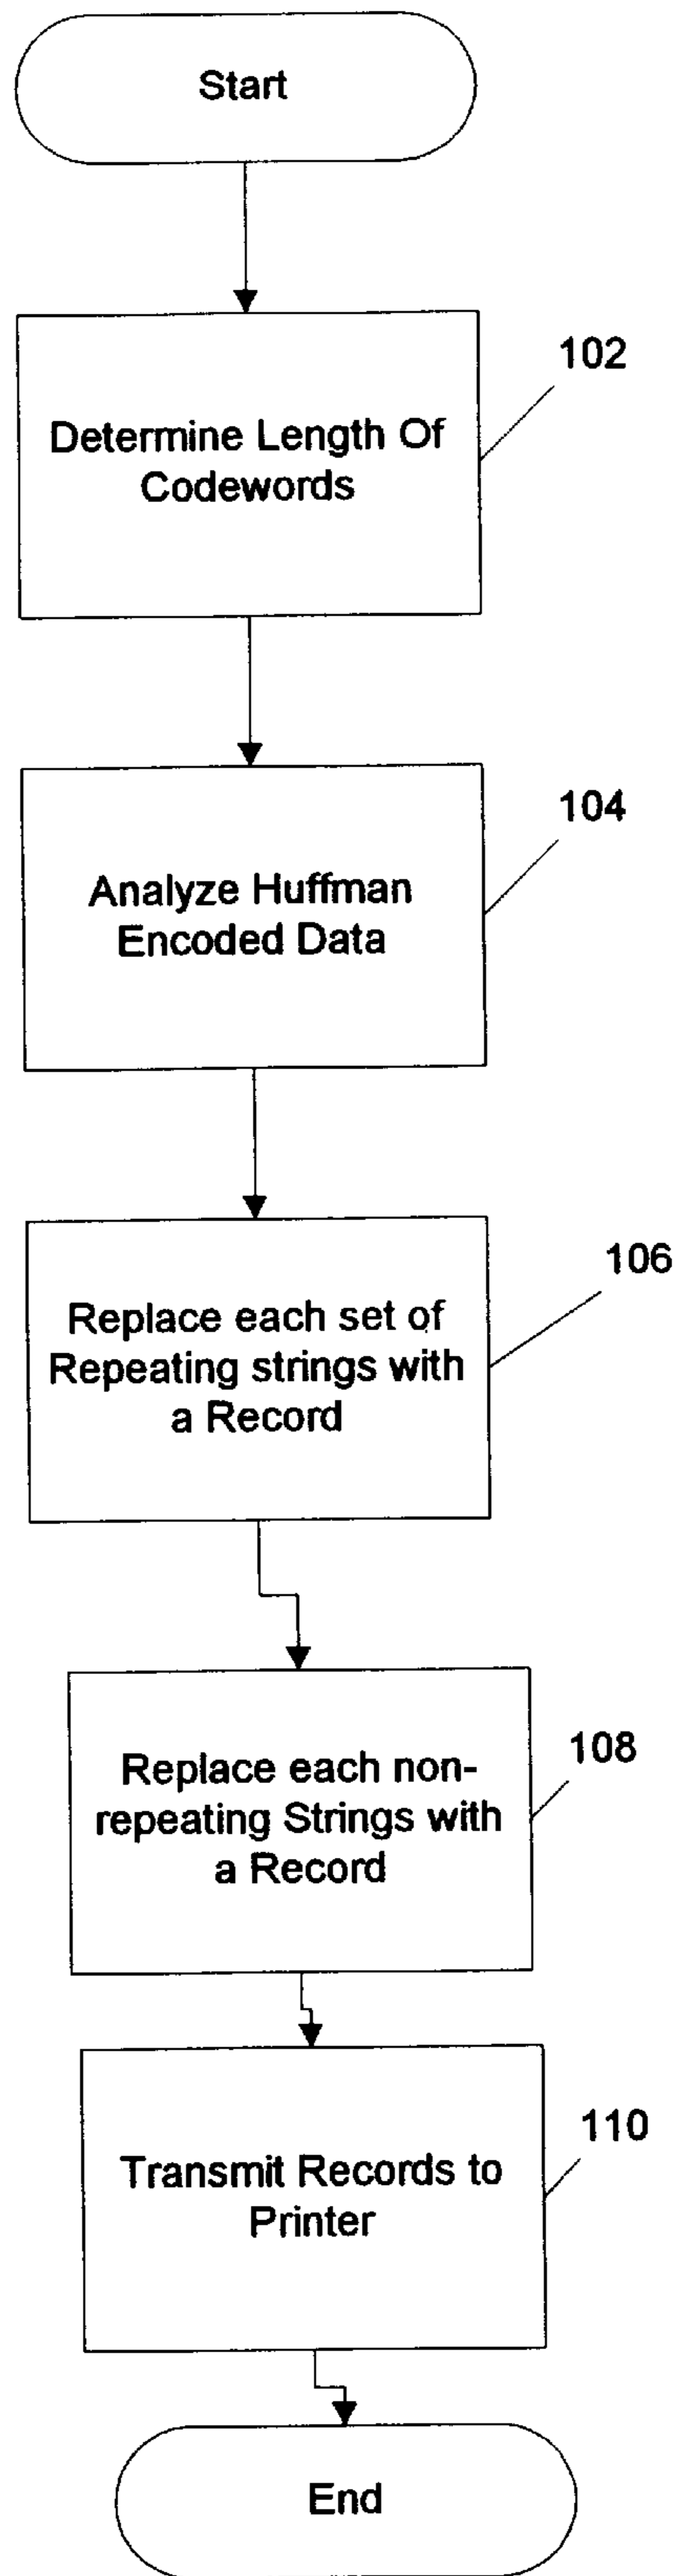 Start
102
Determine Length Of
Codewords
104
Analyze Huffman
Encoded Data
106
Replace each set of
Repeating strings with
a Record
108
Replace each non-
repeating Strings with
a Record
110
Transmit Records to
Printer
End